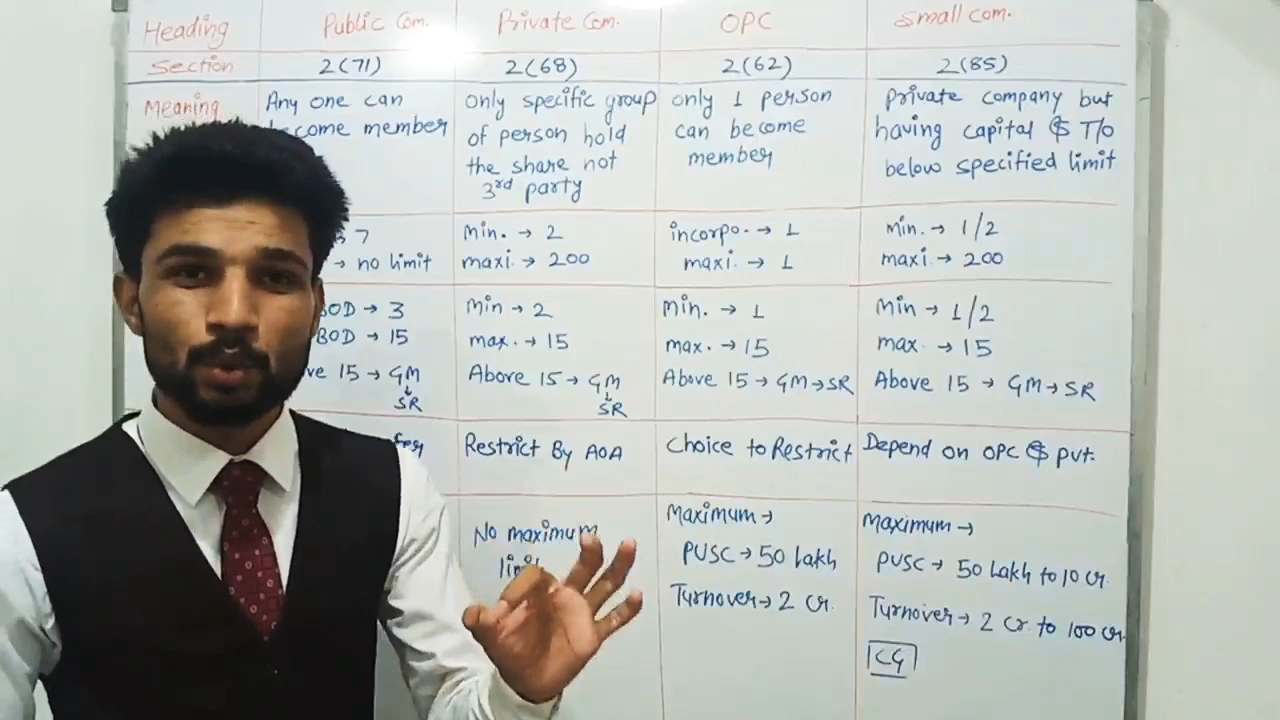 Heading Public Com. Private Com. OPC Small com.
Section 2(71) 2(68) 2(62) 2(85)
Meaning
Any one can
become member
only specific group
of person hold
the share not
3rd party
only 1 person
can become
member
private company but
having capital & T/o
below specified limit
7
→ no limit
Min. → 2
maxi. → 200
incorpo. → 1
maxi. → 1
min. → 1/2
maxi → 200
BOD → 3
BOD → 15
ve 15 → GM
↓
SR
Min → 2
max. → 15
Above 15 → GM
↓
SR
Min. → 1
max. → 15
Above 15 → GM → SR
Min → 1/2
max. → 15
Above 15 → GM → SR
Restrict By AOA
Choice to Restrict
Depend on OPC & pvt.
No maximum
Maximum →
PUSC → 50 lakh
Turnover → 2 Cr.
Maximum →
PUSC → 50 Lakh to 10 Cr.
Turnover → 2 Cr. to 100 Cr.
CG